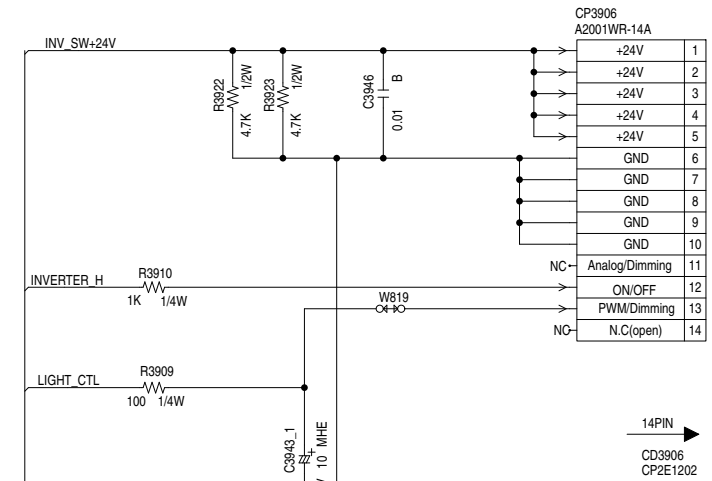 CP3906
A2001WR-14A
INV_SW+24V
+24V 1
+24V 2
+24V 3
+24V 4
+24V 5
GND 6
GND 7
GND 8
GND 9
GND 10
NC Analog/Dimming 11
ON/OFF 12
PWM/Dimming 13
NC N.C(open) 14
R3922
1/2W
4.7K
R3923
1/2W
4.7K
C3946
B
0.01
INVERTER_H
R3910
1K 1/4W
W819
LIGHT_CTL
R3909
100 1/4W
C3943_1
+
10 MHE
14PIN
CD3906
CP2E1202